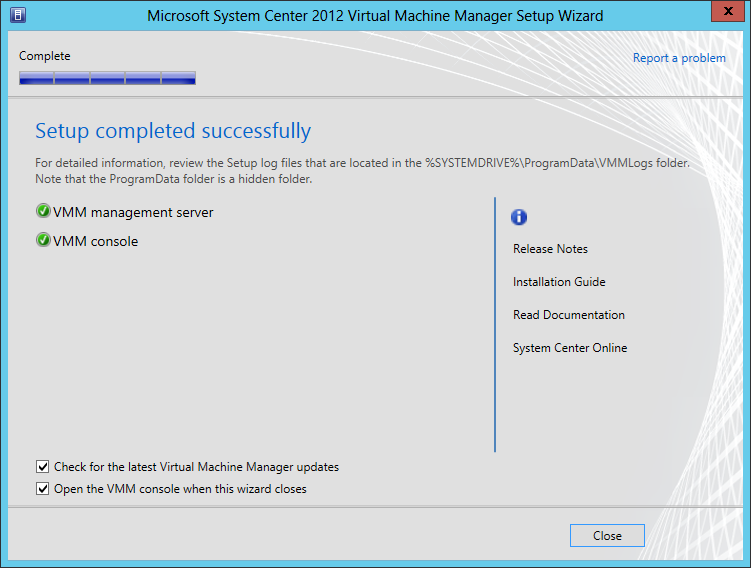 Microsoft System Center 2012 Virtual Machine Manager Setup Wizard
x
Complete
Report a problem
Setup completed successfully
For detailed information, review the Setup log files that are located in the %SYSTEMDRIVE%\ProgramData\VMMLogs folder.
Note that the ProgramData folder is a hidden folder.
VMM management server
VMM console
Release Notes
Installation Guide
Read Documentation
System Center Online
Check for the latest Virtual Machine Manager updates
Open the VMM console when this wizard closes
Close